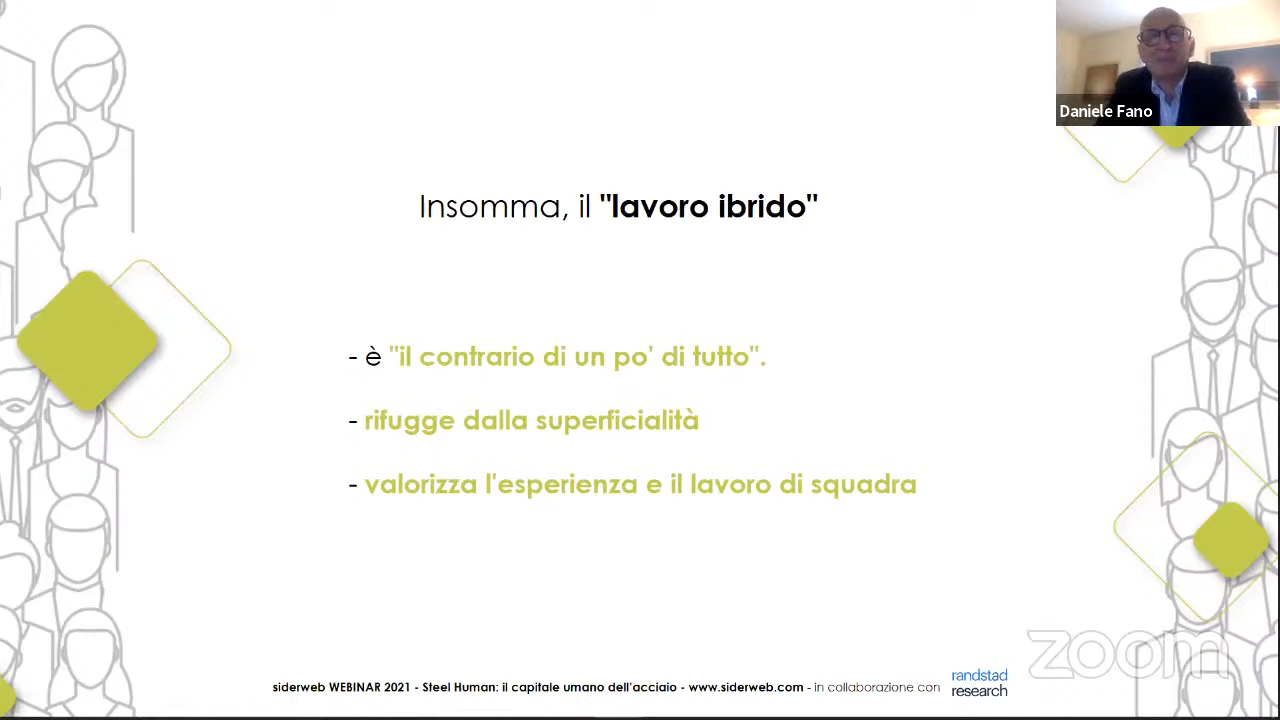 Daniele Fano
Insomma, il "lavoro ibrido"
- è "il contrario di un po' di tutto".
- rifugge dalla superficialità
- valorizza l'esperienza e il lavoro di squadra
zoom
siderweb WEBINAR 2021 - Steel Human: il capitale umano dell'acciaio - www.siderweb.com - in collaborazione con
randstad
research